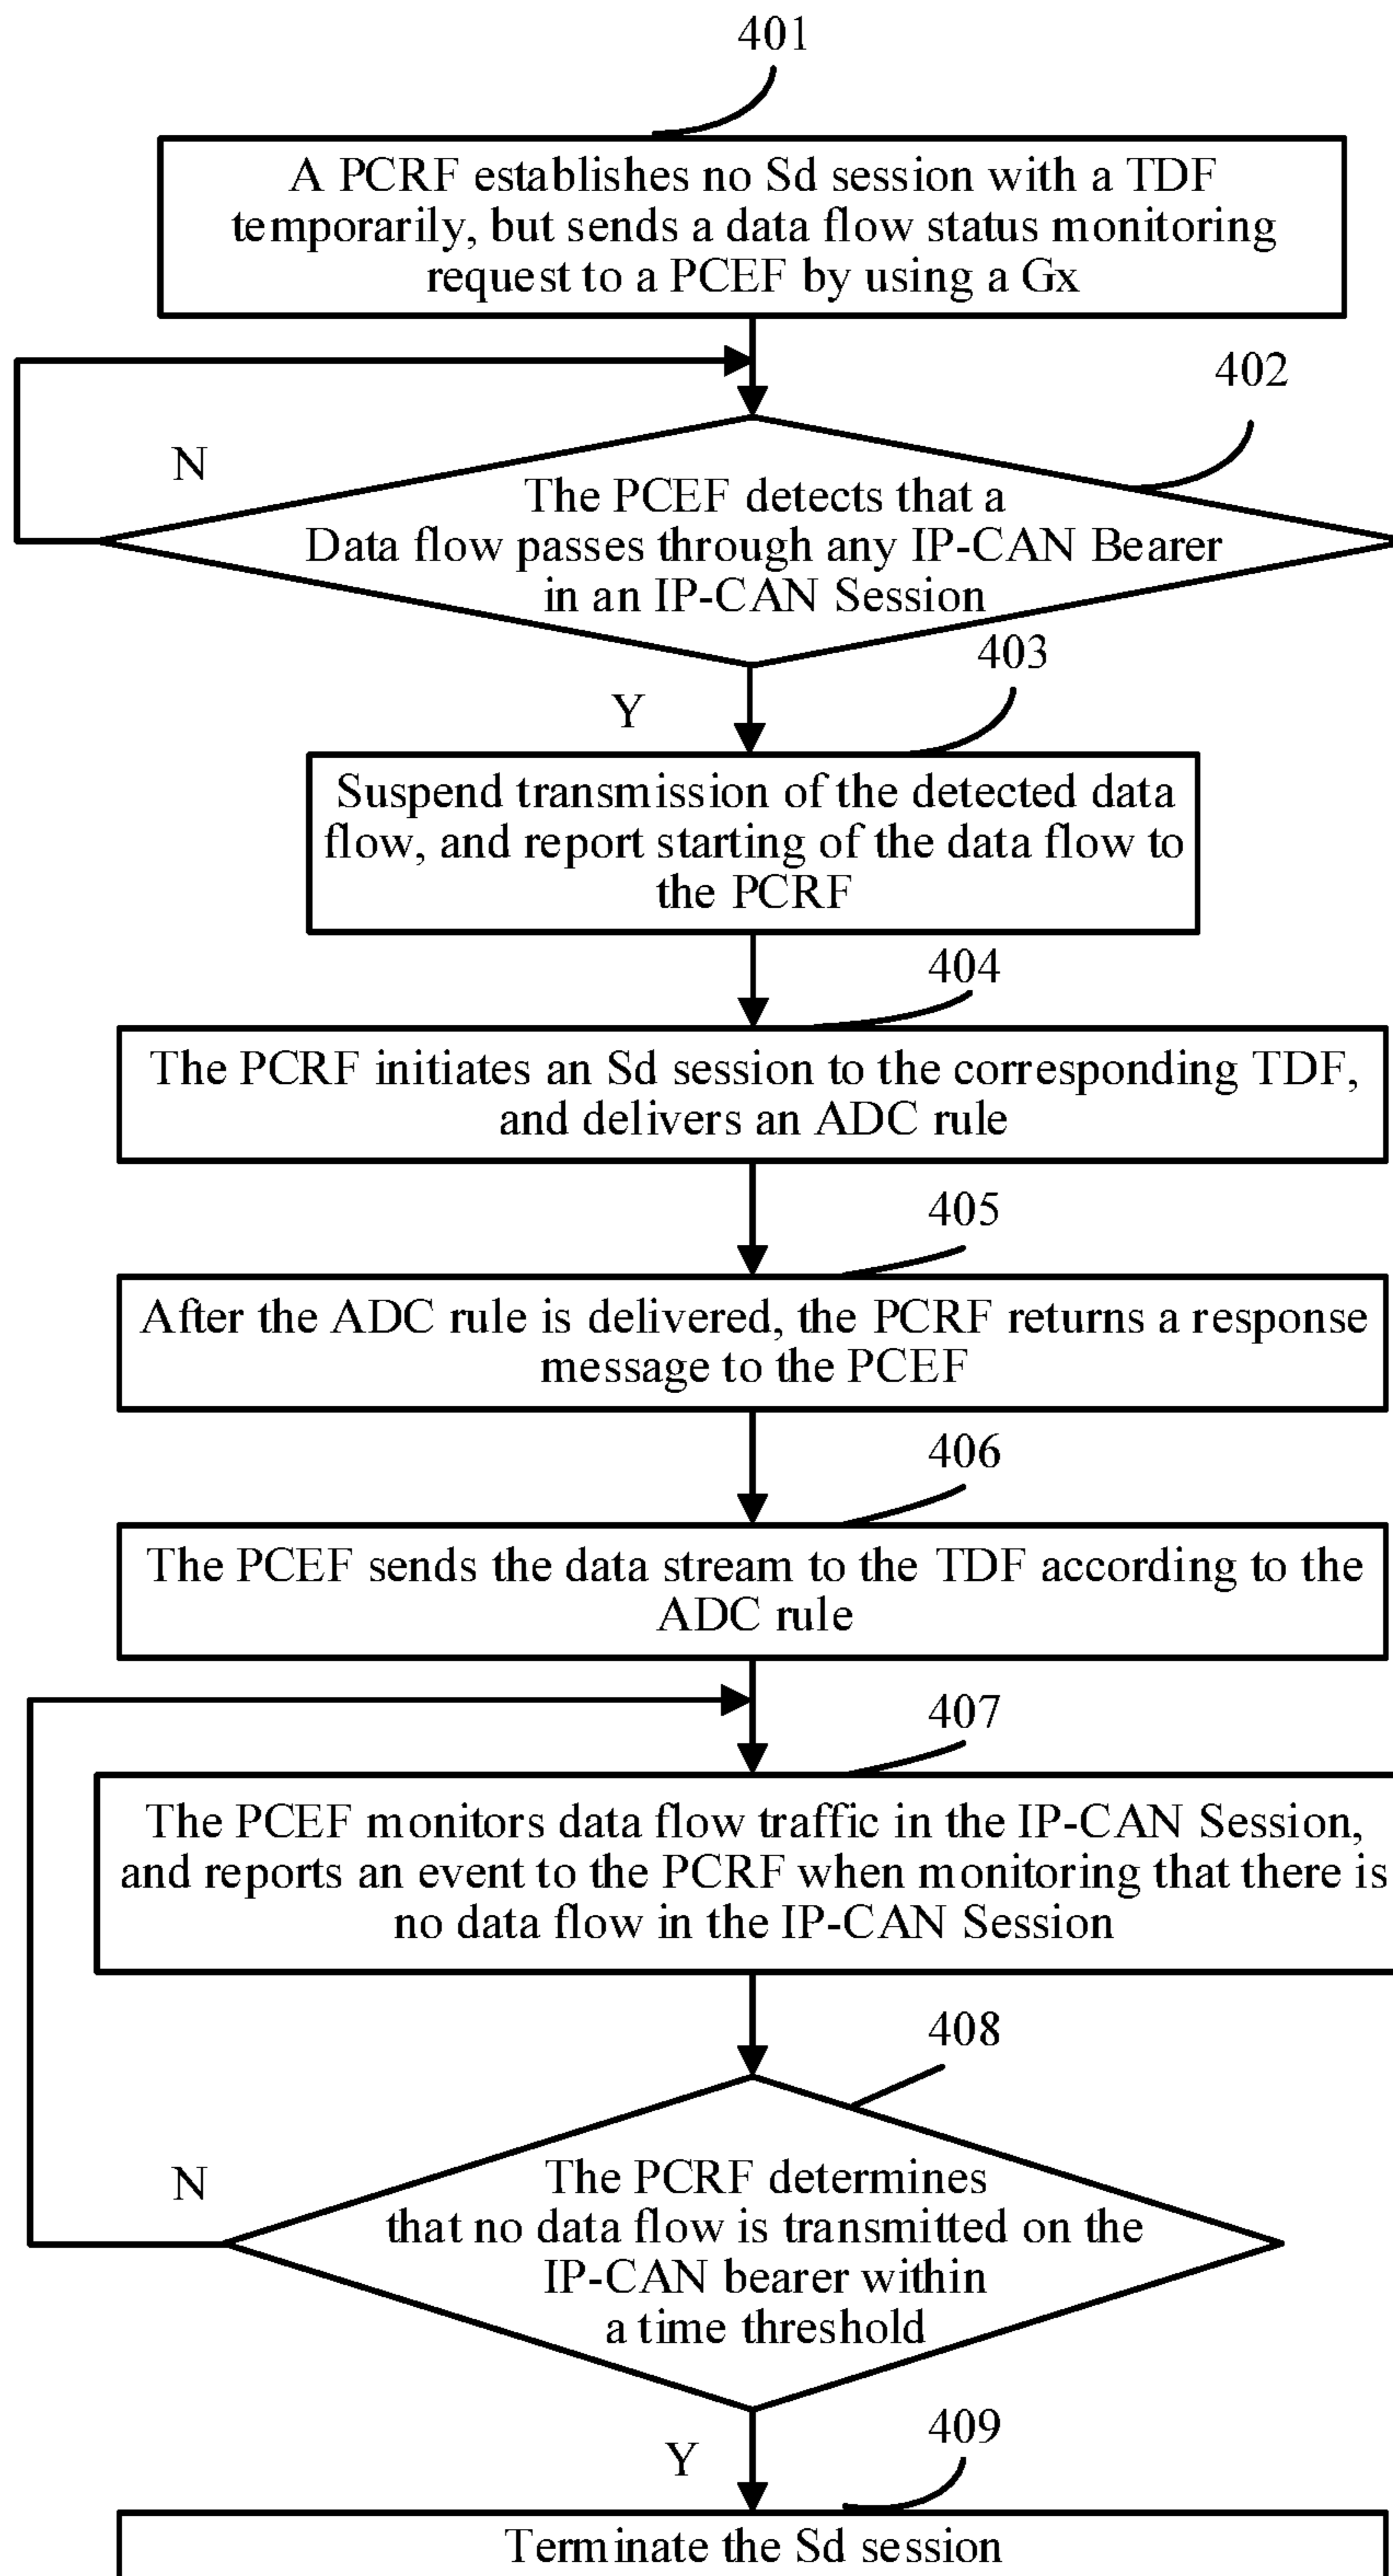 401
A PCRF establishes no Sd session with a TDF
temporarily, but sends a data flow status monitoring
request to a PCEF by using a Gx
402
N
The PCEF detects that a
Data flow passes through any IP-CAN Bearer
in an IP-CAN Session
403
Y
Suspend transmission of the detected data
flow, and report starting of the data flow to
the PCRF
404
The PCRF initiates an Sd session to the corresponding TDF,
and delivers an ADC rule
405
After the ADC rule is delivered, the PCRF returns a response
message to the PCEF
406
The PCEF sends the data stream to the TDF according to the
ADC rule
407
The PCEF monitors data flow traffic in the IP-CAN Session,
and reports an event to the PCRF when monitoring that there is
no data flow in the IP-CAN Session
408
N
The PCRF determines
that no data flow is transmitted on the
IP-CAN bearer within
a time threshold
409
Y
Terminate the Sd session